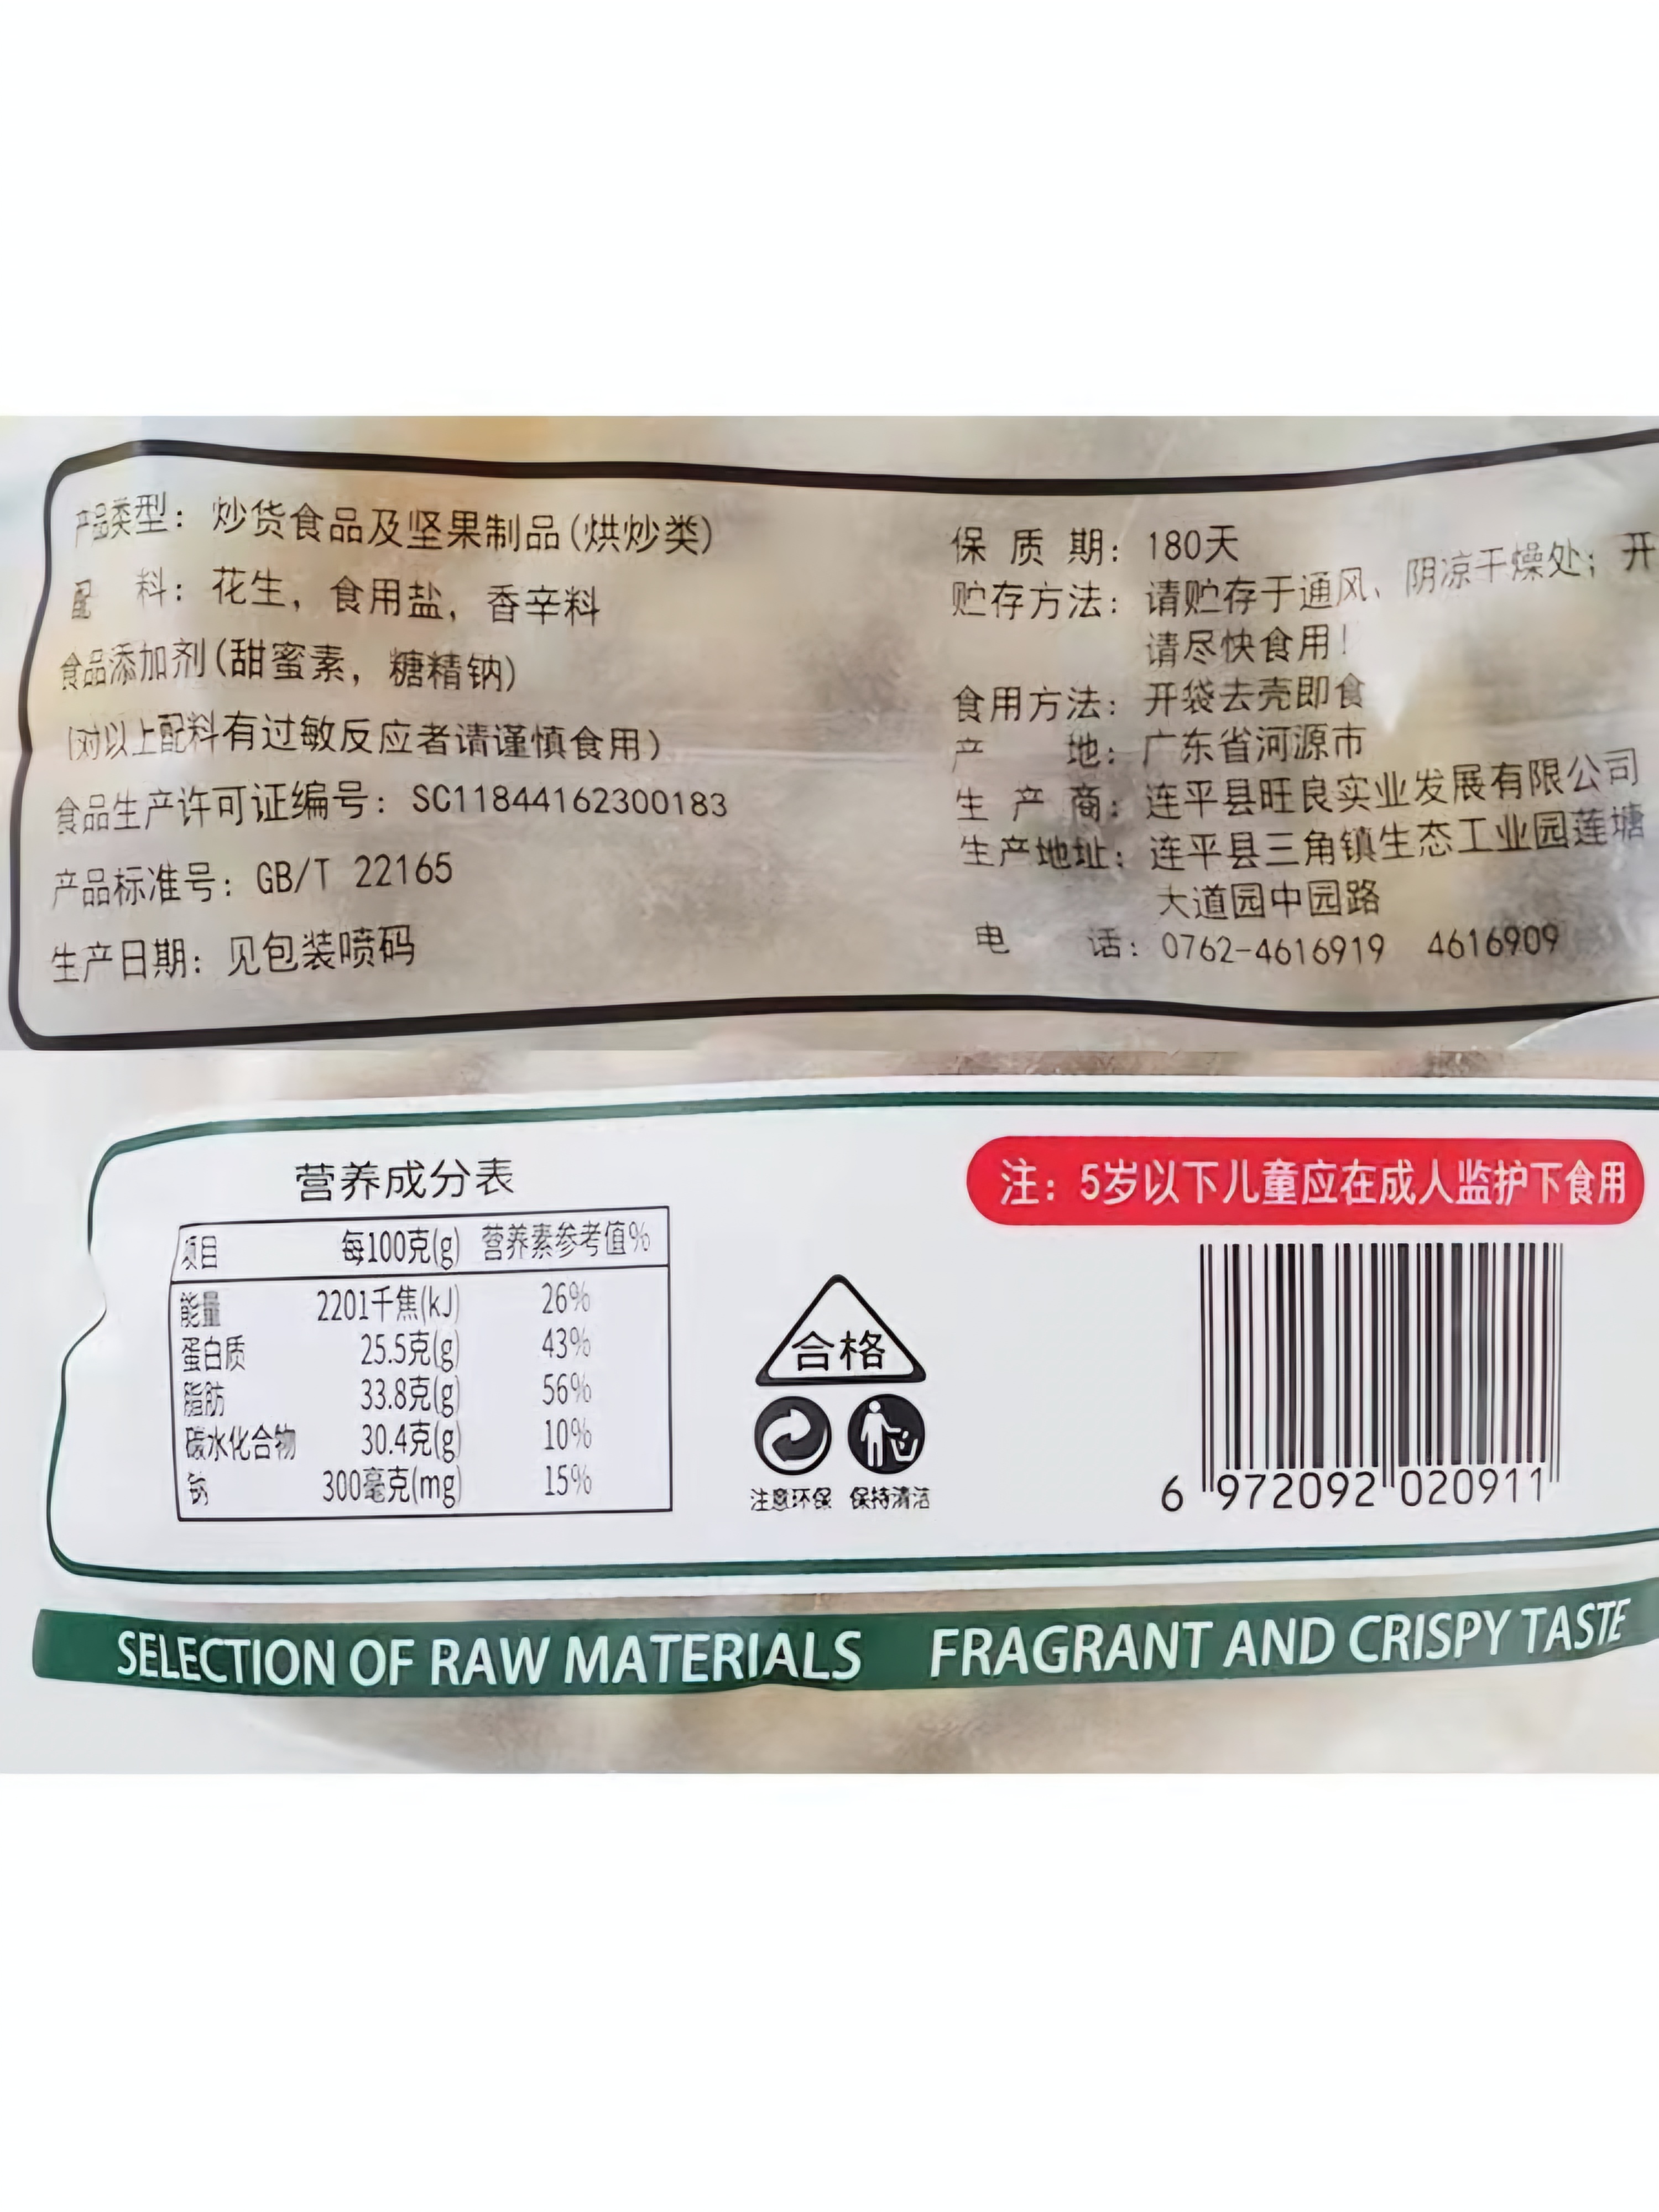 产品类型：炒货食品及坚果制品(烘炒类)
配 料：花生，食用盐，香辛料
食品添加剂(甜蜜素，糖精钠)
(对以上配料有过敏反应者请谨慎食用)
食品生产许可证编号：SC11844162300183
产品标准号：GB/T 22165
生产日期：见包装喷码
保 质 期：180天
贮存方法：请贮存于通风、阴凉干燥处；开
请尽快食用！
食用方法：开袋去壳即食
产 地：广东省河源市
生 产 商：连平县旺良实业发展有限公司
生产地址：连平县三角镇生态工业园莲塘
大道园中园路
电 话：0762-4616919 4616909
营养成分表
项目 每100克(g) 营养素参考值%
能量 2201千焦(kJ) 26%
蛋白质 25.5克(g) 43%
脂肪 33.8克(g) 56%
碳水化合物 30.4克(g) 10%
钠 300毫克(mg) 15%
合格
注意环保 保持清洁
注：5岁以下儿童应在成人监护下食用
6 972092 020911
SELECTION OF RAW MATERIALS FRAGRANT AND CRISPY TASTE